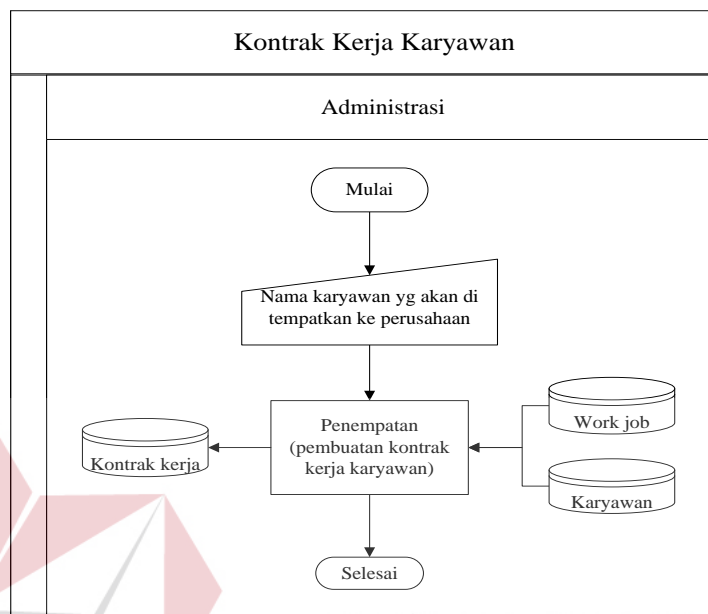 Kontrak Kerja Karyawan
Administrasi
Mulai
Nama karyawan yg akan di
tempatkan ke perusahaan
Penempatan
(pembuatan kontrak
kerja karyawan)
Work job
Kontrak kerja
Karyawan
Selesai